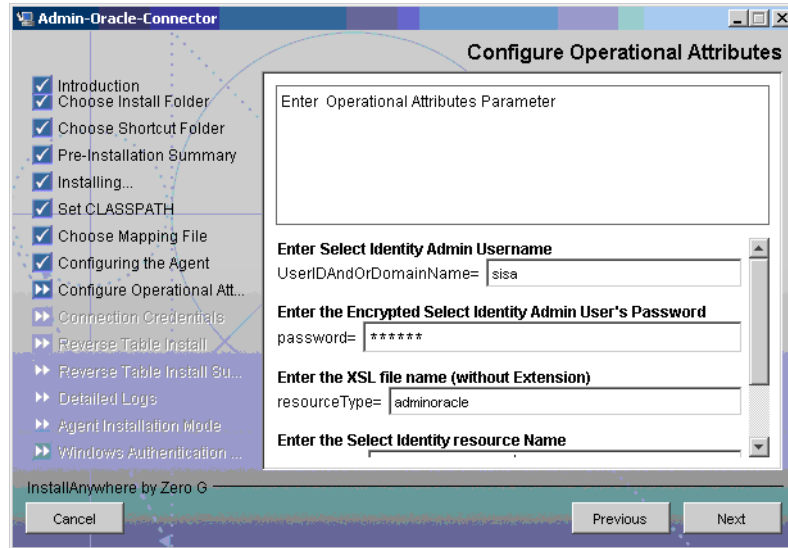 Admin-Oracle-Connector
Configure Operational Attributes
Introduction
Choose Install Folder
Choose Shortcut Folder
Pre-Installation Summary
Installing...
Set CLASSPATH
Choose Mapping File
Configuring the Agent
Configure Operational Att...
Connection Credentials
Reverse Table Install
Reverse Table Install Su...
Detailed Logs
Agent Installation Mode
Windows Authentication ...
Enter Operational Attributes Parameter
Enter Select Identity Admin Username
UserIDAndOrDomainName= sisa
Enter the Encrypted Select Identity Admin User's Password
password= ******
Enter the XSL file name (without Extension)
resourceType= adminoracle
Enter the Select Identity resource Name
InstallAnywhere by Zero G
Cancel
Previous
Next